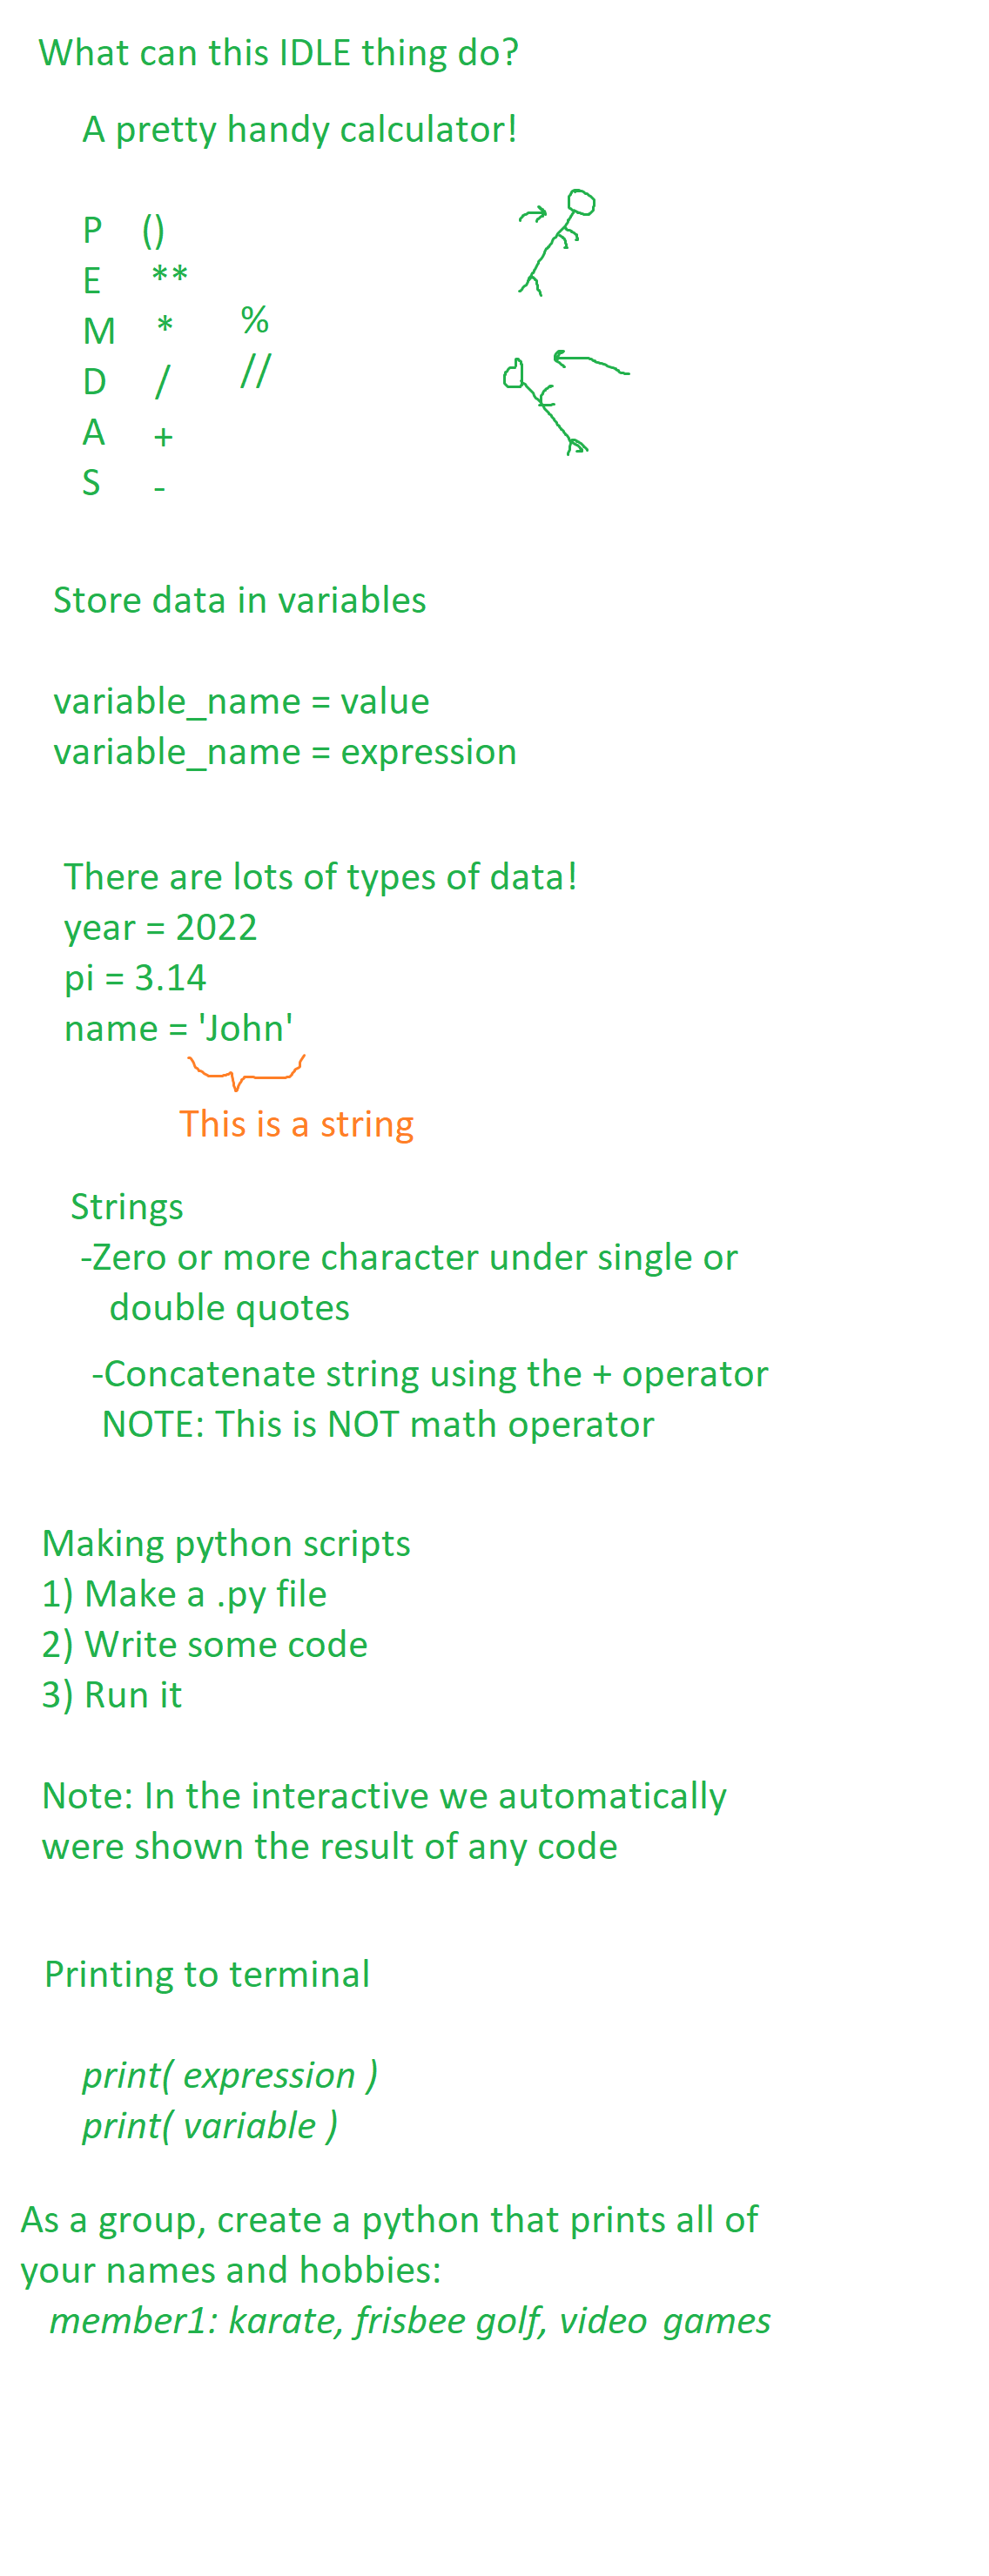 What can this IDLE thing do?
A pretty handy calculator!
P ()
E **
M * %
D / //
A +
S -
Store data in variables
variable_name = value
variable_name = expression
There are lots of types of data!
year = 2022
pi = 3.14
name = 'John'
This is a string
Strings
-Zero or more character under single or
double quotes
-Concatenate string using the + operator
NOTE: This is NOT math operator
Making python scripts
1) Make a .py file
2) Write some code
3) Run it
Note: In the interactive we automatically
were shown the result of any code
Printing to terminal
print( expression )
print( variable )
As a group, create a python that prints all of
your names and hobbies:
member1: karate, frisbee golf, video games